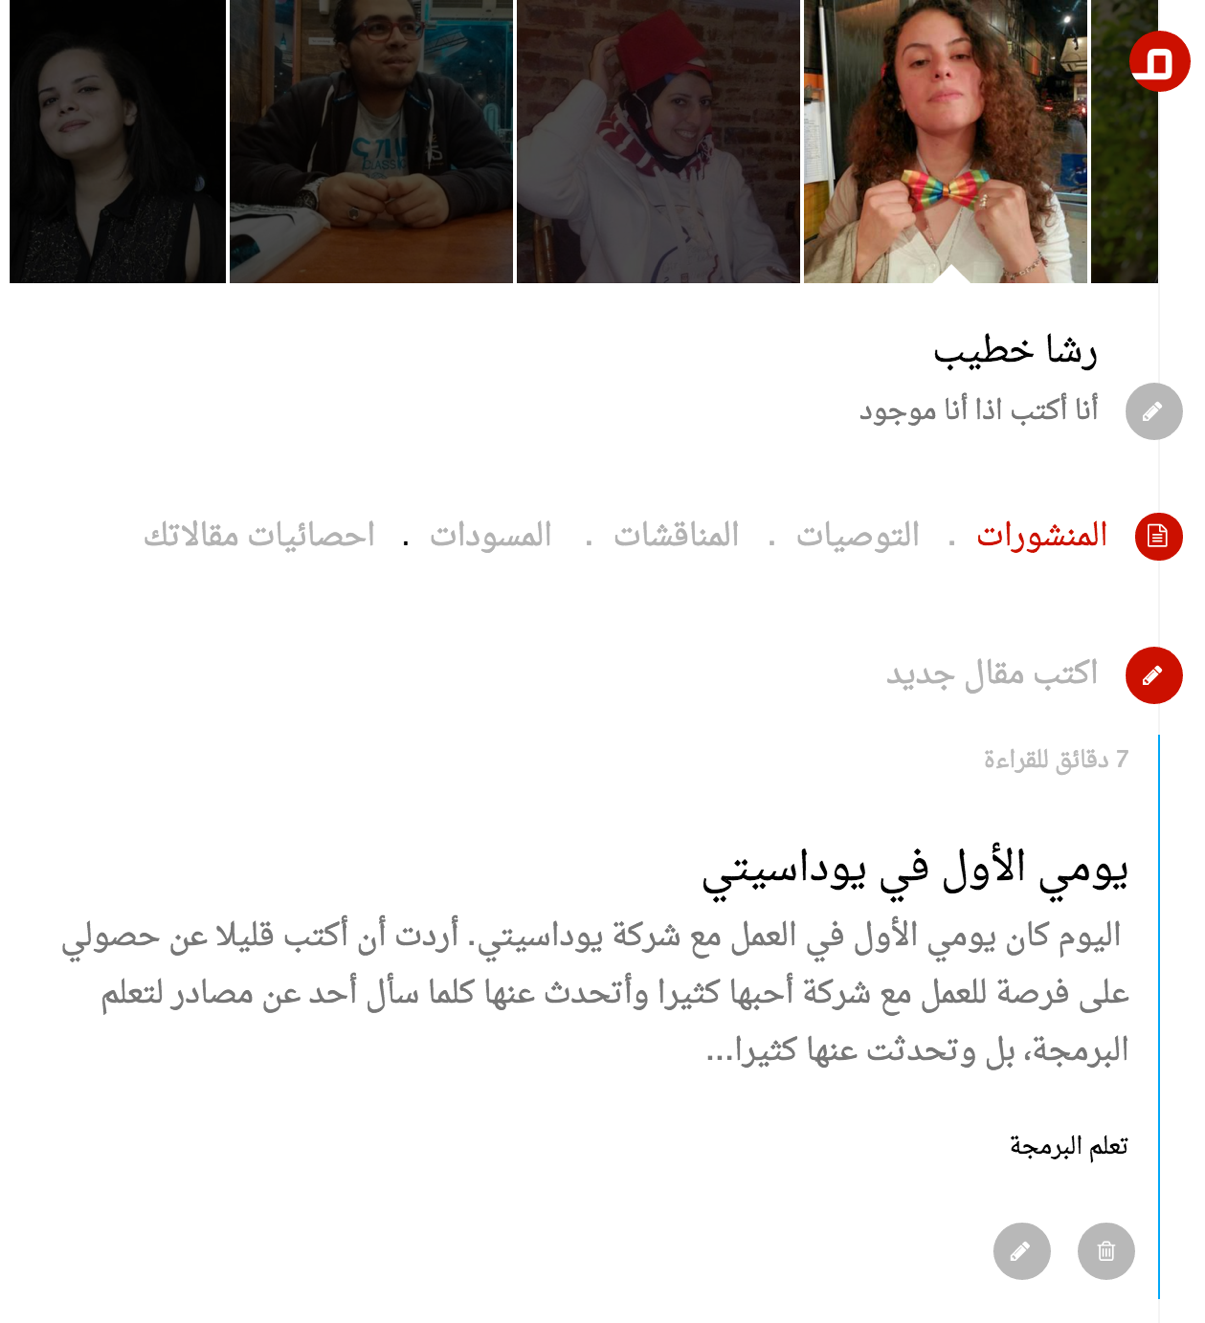 رشا خطيب
أنا أكتب اذا أنا موجود
المنشورات . التوصيات . المناقشات . المسودات . احصائيات مقالاتك
اكتب مقال جديد
7 دقائق للقراءة
يومي الأول في يوداسيتي
اليوم كان يومي الأول في العمل مع شركة يوداسيتي. أردت أن أكتب قليلا عن حصولي
على فرصة للعمل مع شركة أحبها كثيرا وأتحدث عنها كلما سأل أحد عن مصادر لتعلم
البرمجة، بل وتحدثت عنها كثيرا...
تعلم البرمجة